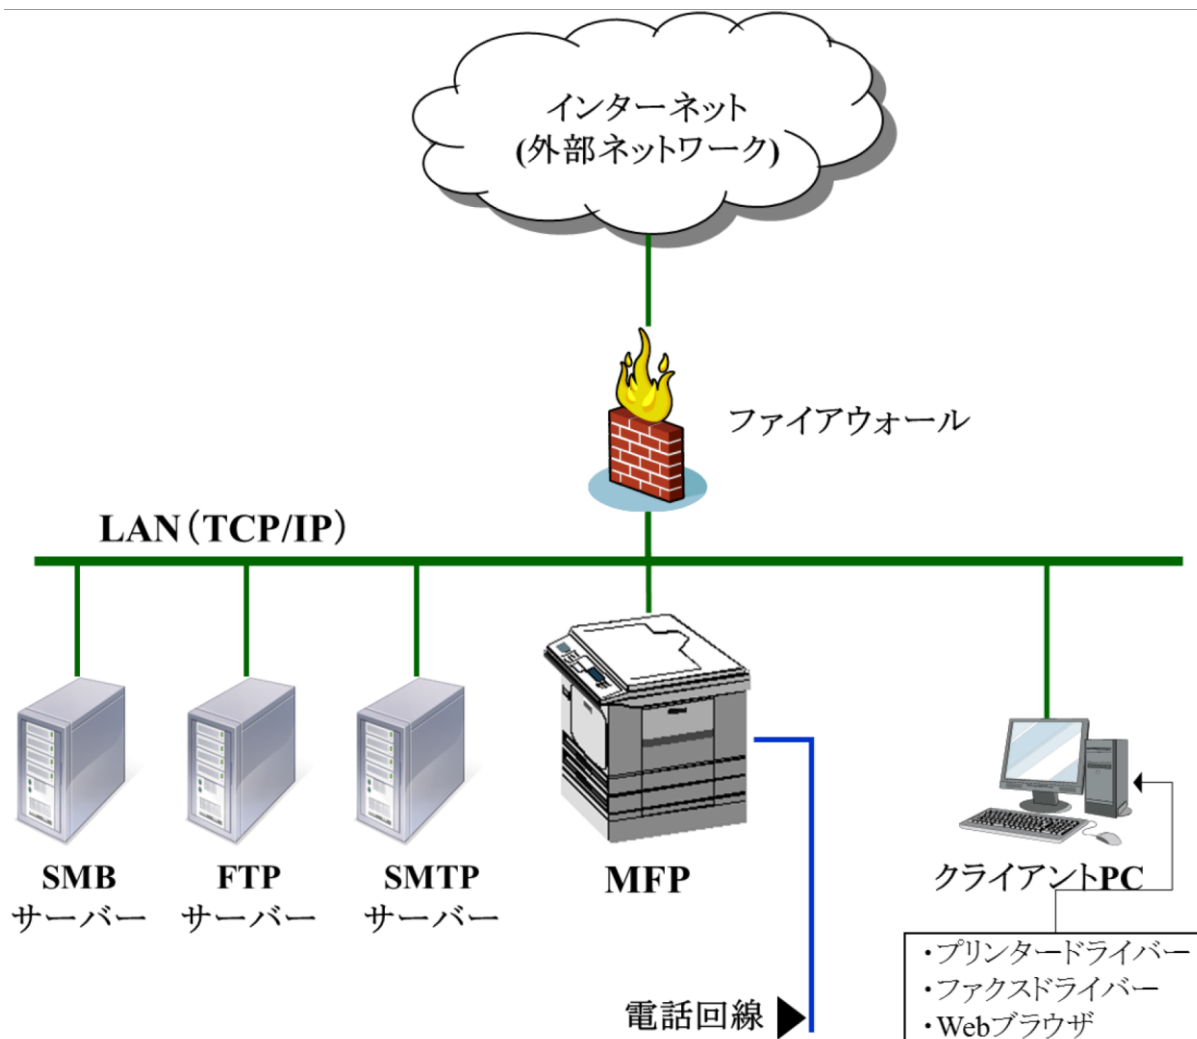 インターネット
(外部ネットワーク)
ファイアウォール
LAN（TCP/IP）
SMB
サーバー
FTP
サーバー
SMTP
サーバー
MFP
クライアントPC
電話回線
・プリンタードライバー
・ファクスドライバー
・Webブラウザ